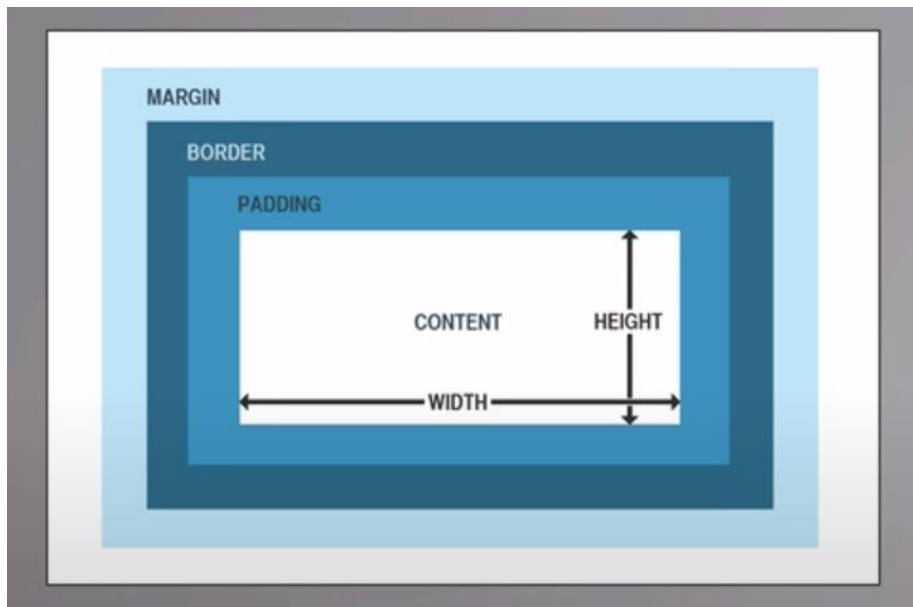 MARGIN
BORDER
PADDING
CONTENT
HEIGHT
WIDTH